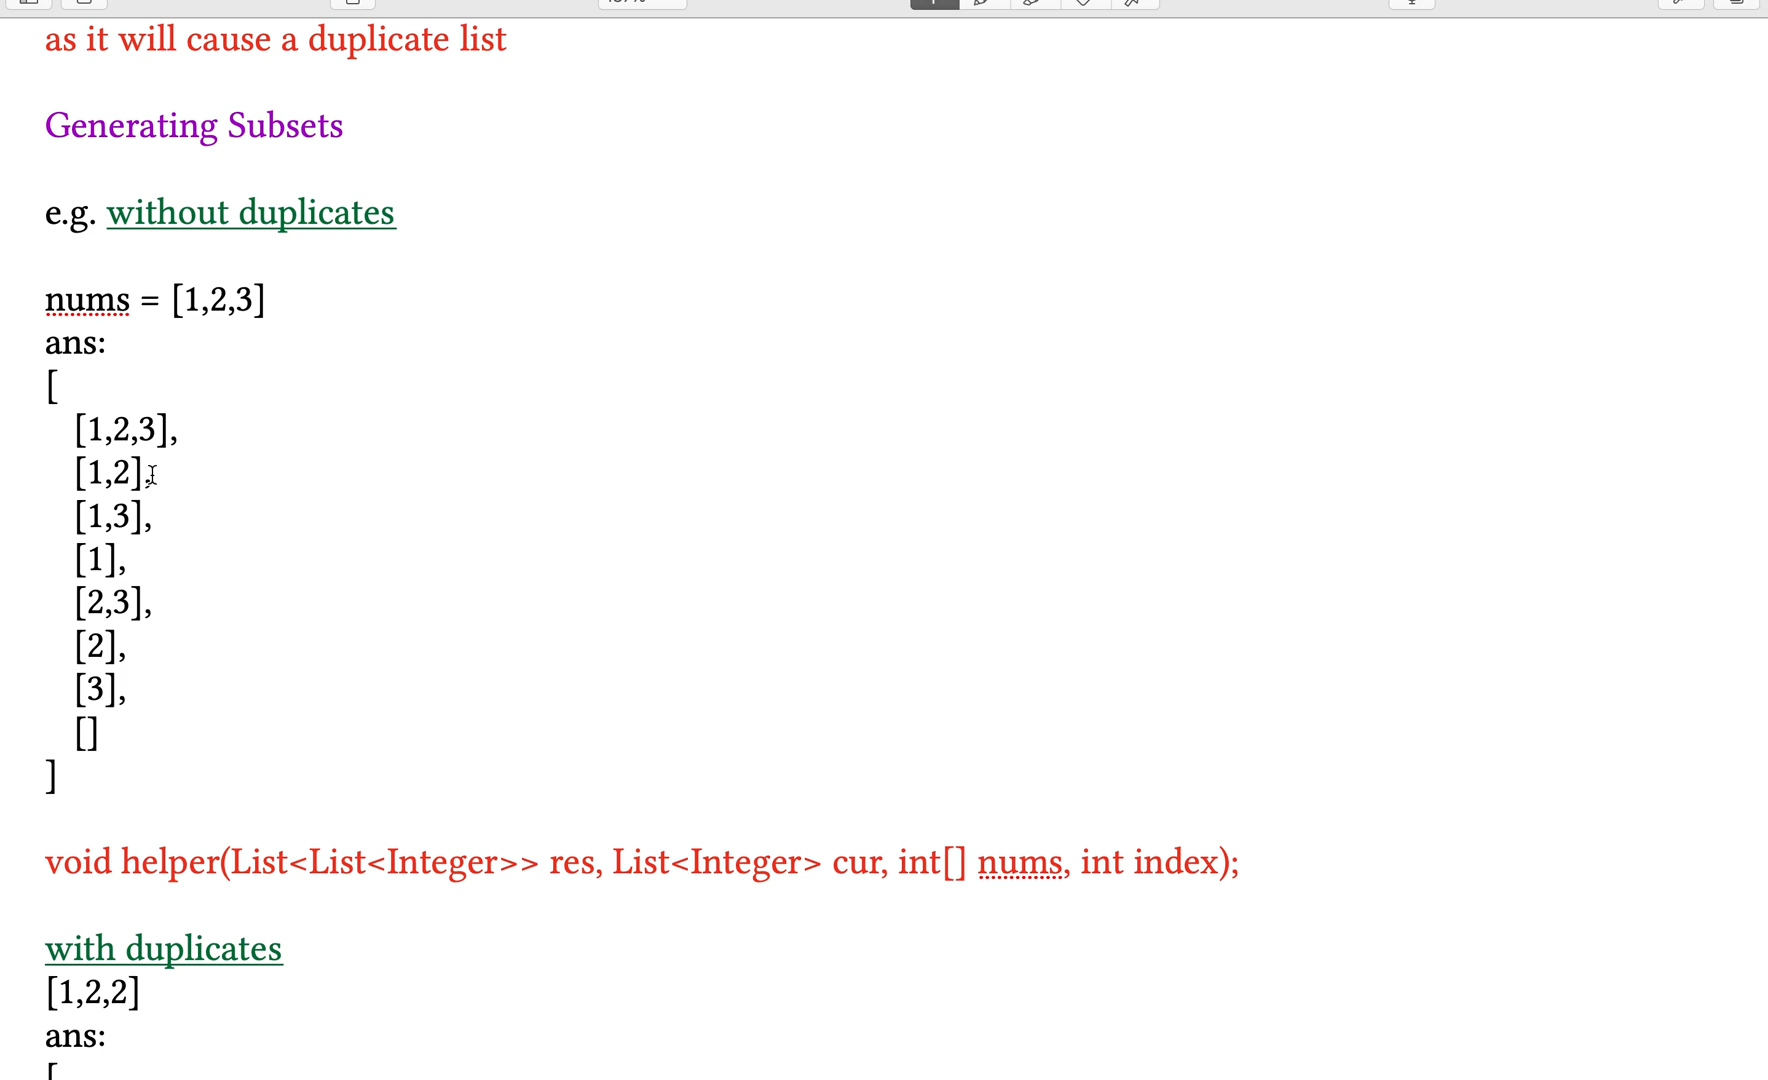 as it will cause a duplicate list
Generating Subsets
e.g. without duplicates
nums = [1,2,3]
ans:
[
[1,2,3],
[1,2],
[1,3],
[1],
[2,3],
[2],
[3],
[]
]
void helper(List<List<Integer>> res, List<Integer> cur, int[] nums, int index);
with duplicates
[1,2,2]
ans:
[